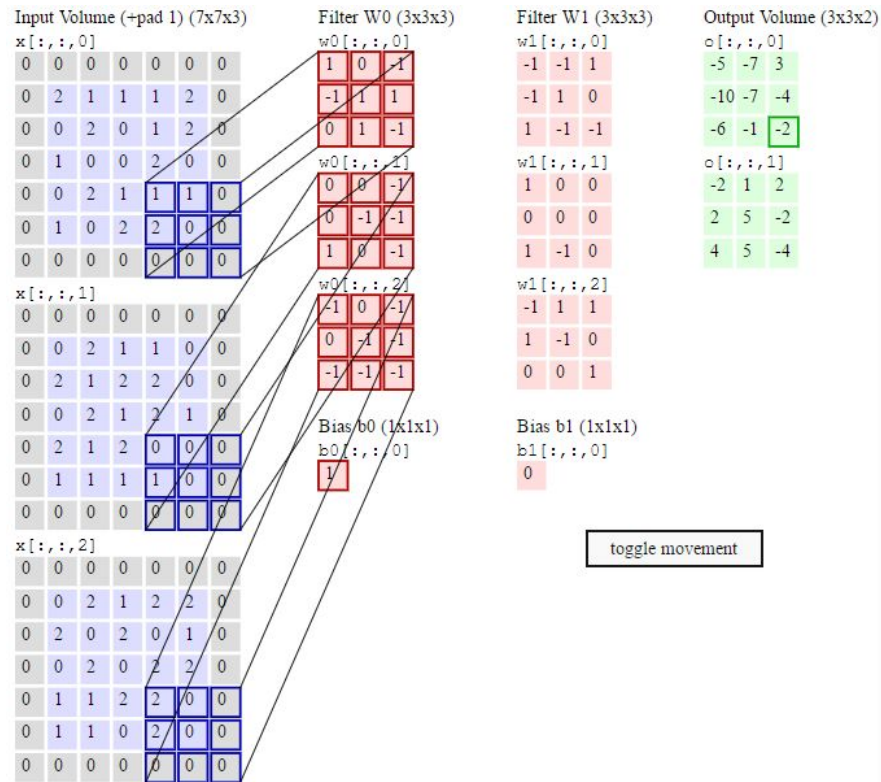 Input Volume (+pad 1) (7x7x3)
x[:,:,0]
0 0 0 0 0 0 0
0 2 1 1 1 2 0
0 0 2 0 1 2 0
0 1 0 0 2 0 0
0 0 2 1 1 1 0
0 1 0 2 2 0 0
0 0 0 0 0 0 0
x[:,:,1]
0 0 0 0 0 0 0
0 0 2 1 1 0 0
0 2 1 2 2 0 0
0 0 2 1 2 1 0
0 2 1 2 0 0 0
0 1 1 1 1 0 0
0 0 0 0 0 0 0
x[:,:,2]
0 0 0 0 0 0 0
0 0 2 1 2 2 0
0 2 0 2 0 1 0
0 0 2 0 2 2 0
0 1 1 2 2 0 0
0 1 1 0 2 0 0
0 0 0 0 0 0 0
Filter W0 (3x3x3)
w0[:,:,0]
1 0 -1
-1 1 1
0 1 -1
w0[:,:,1]
0 0 -1
0 -1 -1
1 0 -1
w0[:,:,2]
-1 0 -1
0 -1 -1
-1 -1 -1
Bias b0 (1x1x1)
b0[:,:,0]
1
Filter W1 (3x3x3)
w1[:,:,0]
-1 -1 1
-1 1 0
1 -1 -1
w1[:,:,1]
1 0 0
0 0 0
1 -1 0
w1[:,:,2]
-1 1 1
1 -1 0
0 0 1
Bias b1 (1x1x1)
b1[:,:,0]
0
Output Volume (3x3x2)
o[:,:,0]
-5 -7 3
-10 -7 -4
-6 -1 -2
o[:,:,1]
-2 1 2
2 5 -2
4 5 -4
toggle movement